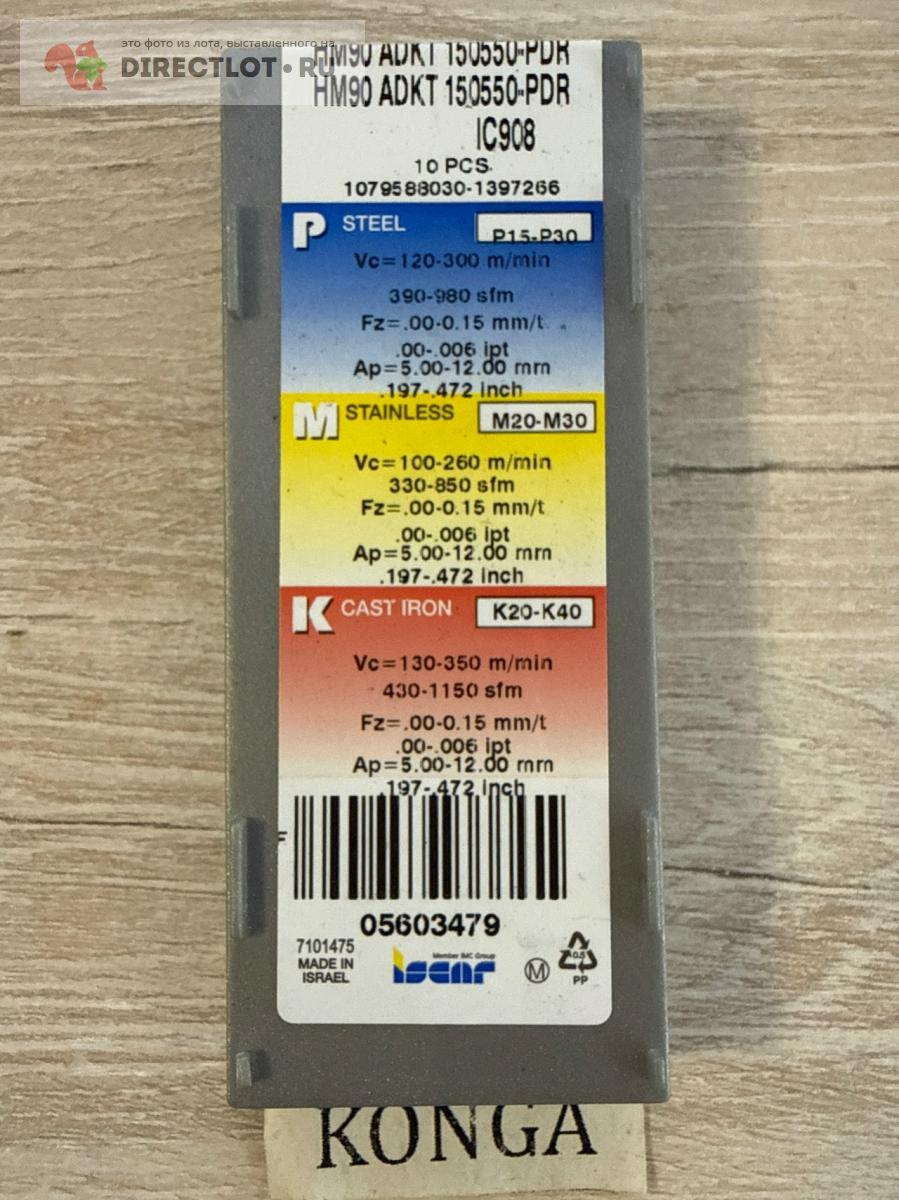 это фото из лота, выставленного на
DIRECTLOT.RU
HM90 ADKT 150550-PDR
HM90 ADKT 150550-PDR
IC908
10 PCS.
1079588030-1397266
P STEEL P15-P30
Vc=120-300 m/min
390-980 sfm
Fz=.00-0.15 mm/t
.00-.006 ipt
Ap=5.00-12.00 mm
.197-.472 inch
M STAINLESS M20-M30
Vc=100-260 m/min
330-850 sfm
Fz=.00-0.15 mm/t
.00-.006 ipt
Ap=5.00-12.00 mm
.197-.472 inch
K CAST IRON K20-K40
Vc=130-350 m/min
430-1150 sfm
Fz=.00-0.15 mm/t
.00-.006 ipt
Ap=5.00-12.00 mm
.197-.472 inch
F
05603479
7101475
MADE IN
ISRAEL
Member IMC Group
iscar
M
0.5
PP
KONGA